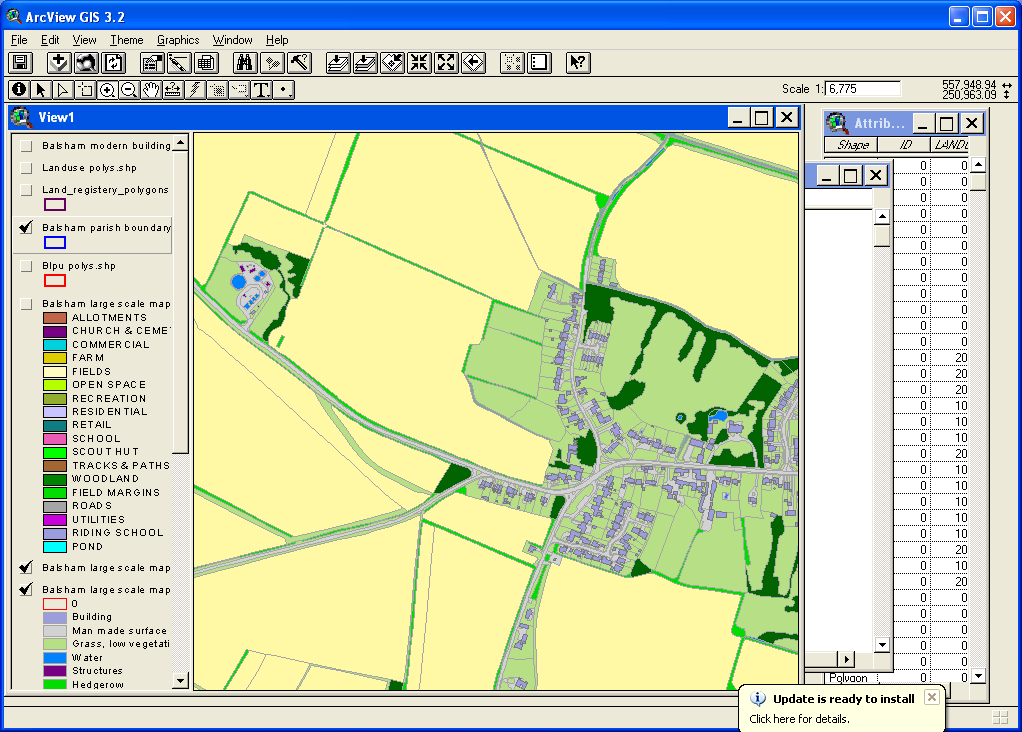 ArcView GIS 3.2
File Edit View Theme Graphics Window Help
Scale 1: 6,775
557,948.94
250,963.09
View1
Attrib...
Shape ID LANDU
Balsham modern building
Landuse polys.shp
Land_registery_polygons
Balsham parish boundary
Blpu polys.shp
Balsham large scale map
ALLOTMENTS
CHURCH & CEME
COMMERCIAL
FARM
FIELDS
OPEN SPACE
RECREATION
RESIDENTIAL
RETAIL
SCHOOL
SCOUT HUT
TRACKS & PATHS
WOODLAND
FIELD MARGINS
ROADS
UTILITIES
RIDING SCHOOL
POND
Balsham large scale map
Balsham large scale map
0
Building
Man made surface
Grass, low vegetati
Water
Structures
Hedgerow
0 0
0 0
0 0
0 0
0 0
0 0
0 0
0 0
0 0
0 0
0 0
0 0
0 20
0 20
0 20
0 10
0 10
0 10
0 20
0 10
0 10
0 10
0 10
0 10
0 20
0 10
0 20
0 0
0 0
0 0
0 0
0 0
Polygon 0 0
Update is ready to install
Click here for details.